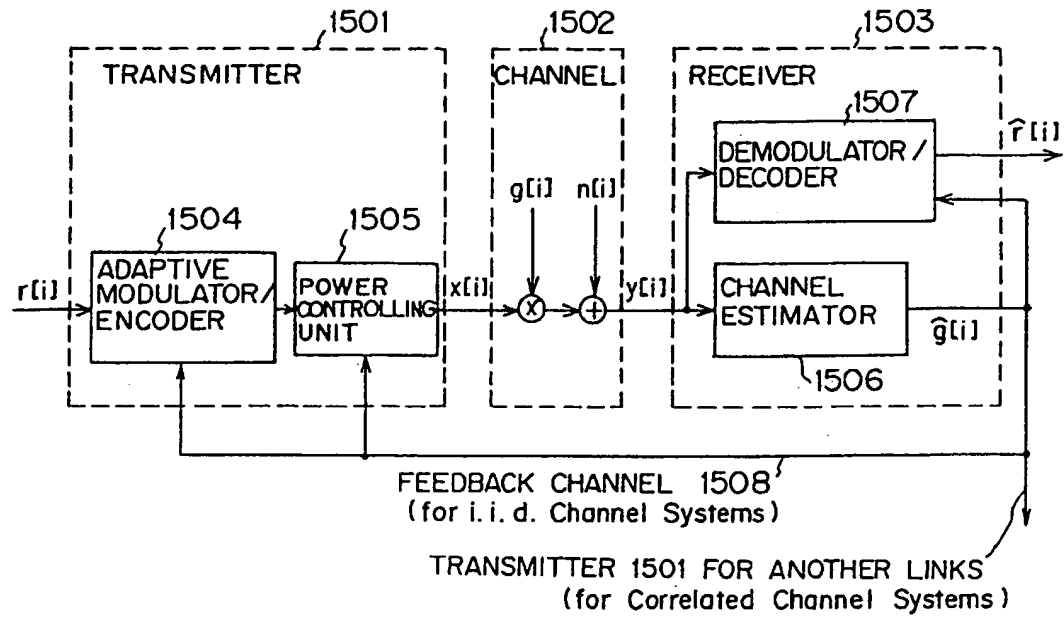 1501
1502
1503
TRANSMITTER
CHANNEL
RECEIVER
1507
r̂[i]
DEMODULATOR/
DECODER
g[i]
n[i]
1504
1505
ADAPTIVE
MODULATOR/
ENCODER
r[i]
POWER
CONTROLLING
UNIT
x[i]
X
+
y[i]
CHANNEL
ESTIMATOR
ĝ[i]
1506
FEEDBACK CHANNEL 1508
(for i.i.d. Channel Systems)
TRANSMITTER 1501 FOR ANOTHER LINKS
(for Correlated Channel Systems)